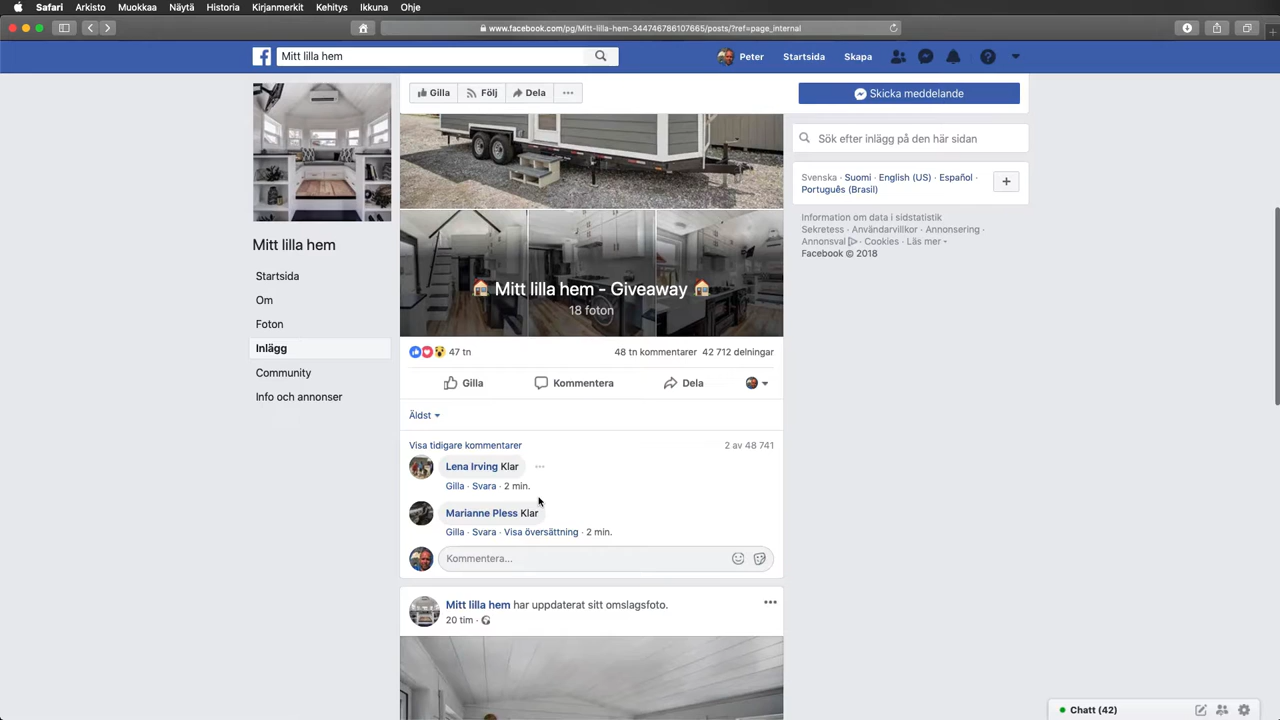 Safari Arkisto Muokkaa Näytä Historia Kirjanmerkit Kehitys Ikkuna Ohje
www.facebook.com/pg/Mitt-lilla-hem-344746786107665/posts/?ref=page_internal
Mitt lilla hem
Peter Startsida Skapa
Gilla Följ Dela ...
Skicka meddelande
Sök efter inlägg på den här sidan
Svenska · Suomi · English (US) · Español ·
Português (Brasil)
Information om data i sidstatistik
Sekretess · Användarvillkor · Annonsering ·
Annonsval · Cookies · Läs mer
Facebook © 2018
Mitt lilla hem
Startsida
Om
Foton
Inlägg
Community
Info och annonser
Mitt lilla hem - Giveaway
18 foton
47 tn 48 tn kommentarer 42 712 delningar
Gilla Kommentera Dela
Äldst
Visa tidigare kommentarer 2 av 48 741
Lena Irving Klar
Gilla · Svara · 2 min.
Marianne Pless Klar
Gilla · Svara · Visa översättning · 2 min.
Kommentera...
Mitt lilla hem har uppdaterat sitt omslagsfoto.
20 tim ·
Chatt (42)